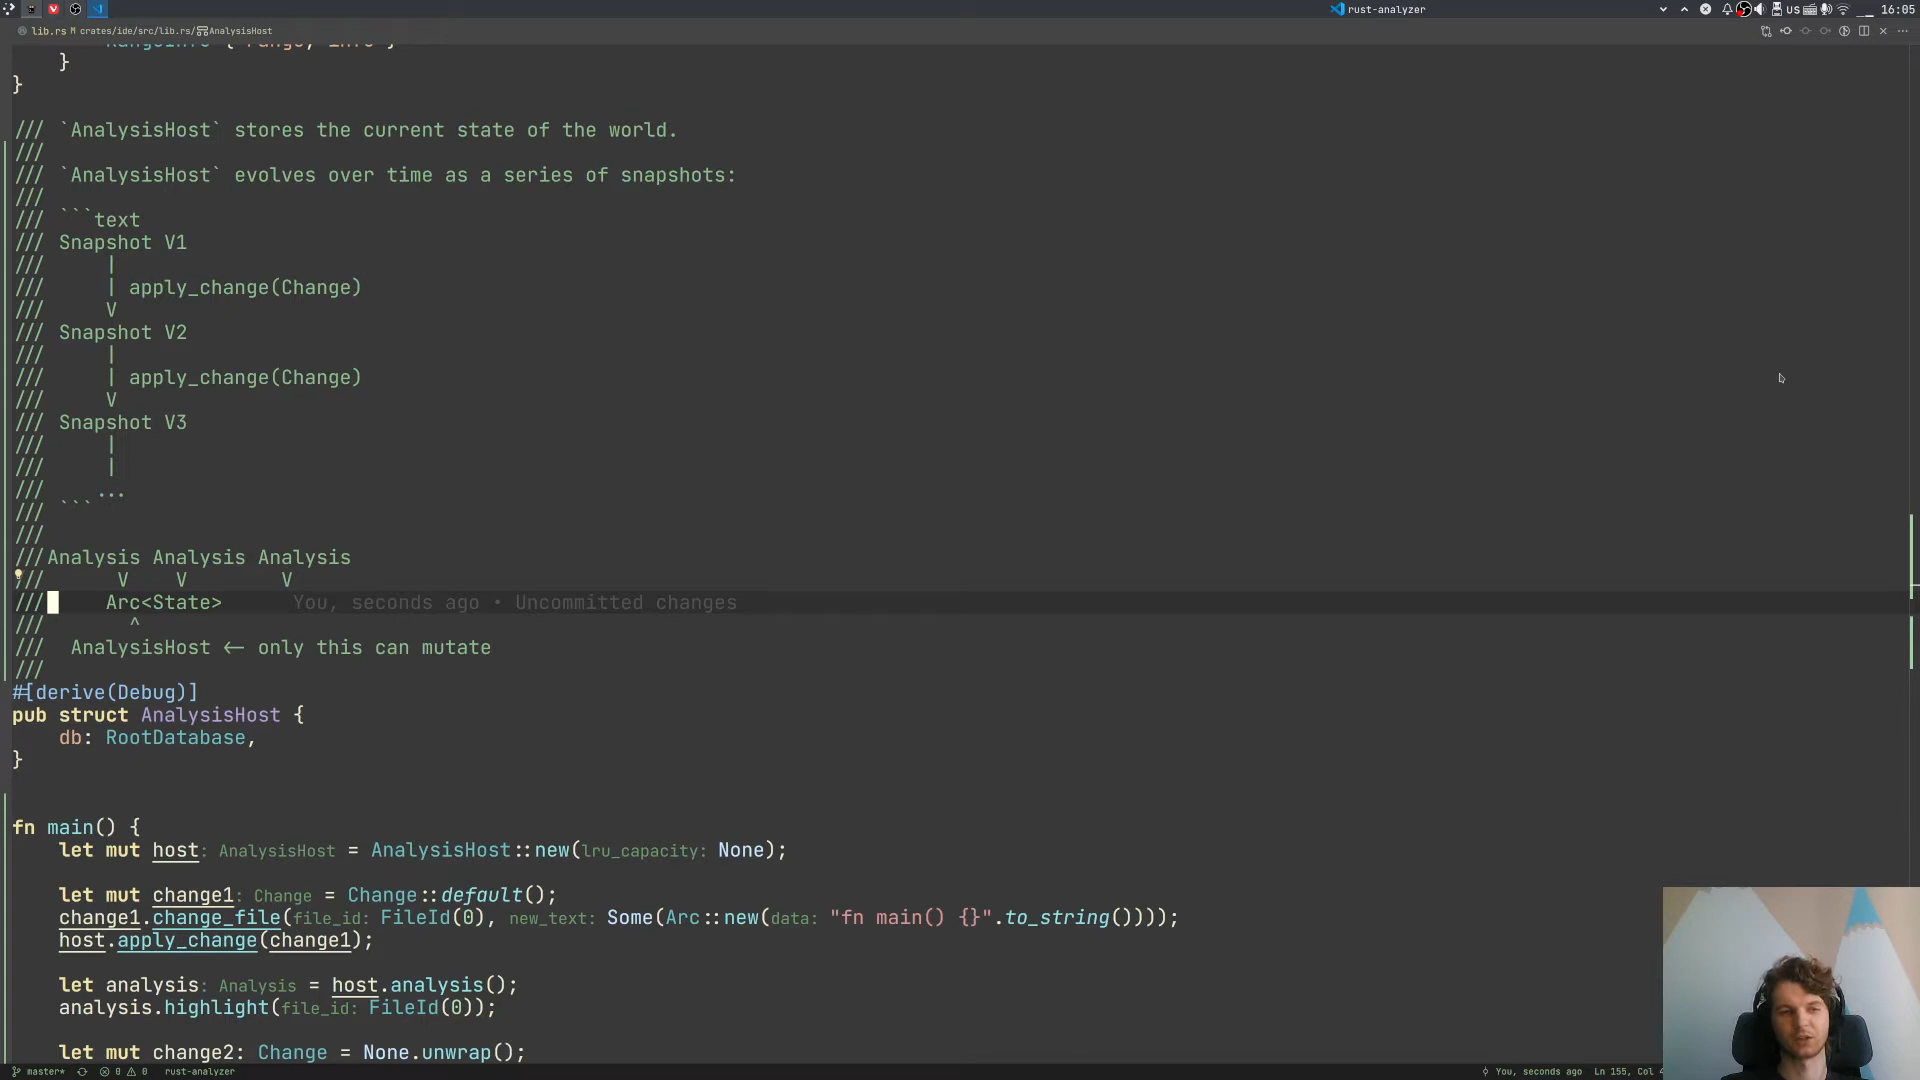 rust-analyzer
US
16:05
lib.rs M crates/ide/src/lib.rs/ AnalysisHost
}
}
/// `AnalysisHost` stores the current state of the world.
///
/// `AnalysisHost` evolves over time as a series of snapshots:
///
/// ```text
/// Snapshot V1
/// |
/// | apply_change(Change)
/// V
/// Snapshot V2
/// |
/// | apply_change(Change)
/// V
/// Snapshot V3
/// |
/// |
/// ...
/// ```
///
///Analysis Analysis Analysis
/// V V V
/// Arc<State> You, seconds ago • Uncommitted changes
/// ^
/// AnalysisHost <- only this can mutate
///
#[derive(Debug)]
pub struct AnalysisHost {
db: RootDatabase,
}
fn main() {
let mut host: AnalysisHost = AnalysisHost::new(lru_capacity: None);
let mut change1: Change = Change::default();
change1.change_file(file_id: FileId(0), new_text: Some(Arc::new(data: "fn main() {}".to_string())));
host.apply_change(change1);
let analysis: Analysis = host.analysis();
analysis.highlight(file_id: FileId(0));
let mut change2: Change = None.unwrap();
master* 0 0 rust-analyzer You, seconds ago Ln 155, Col